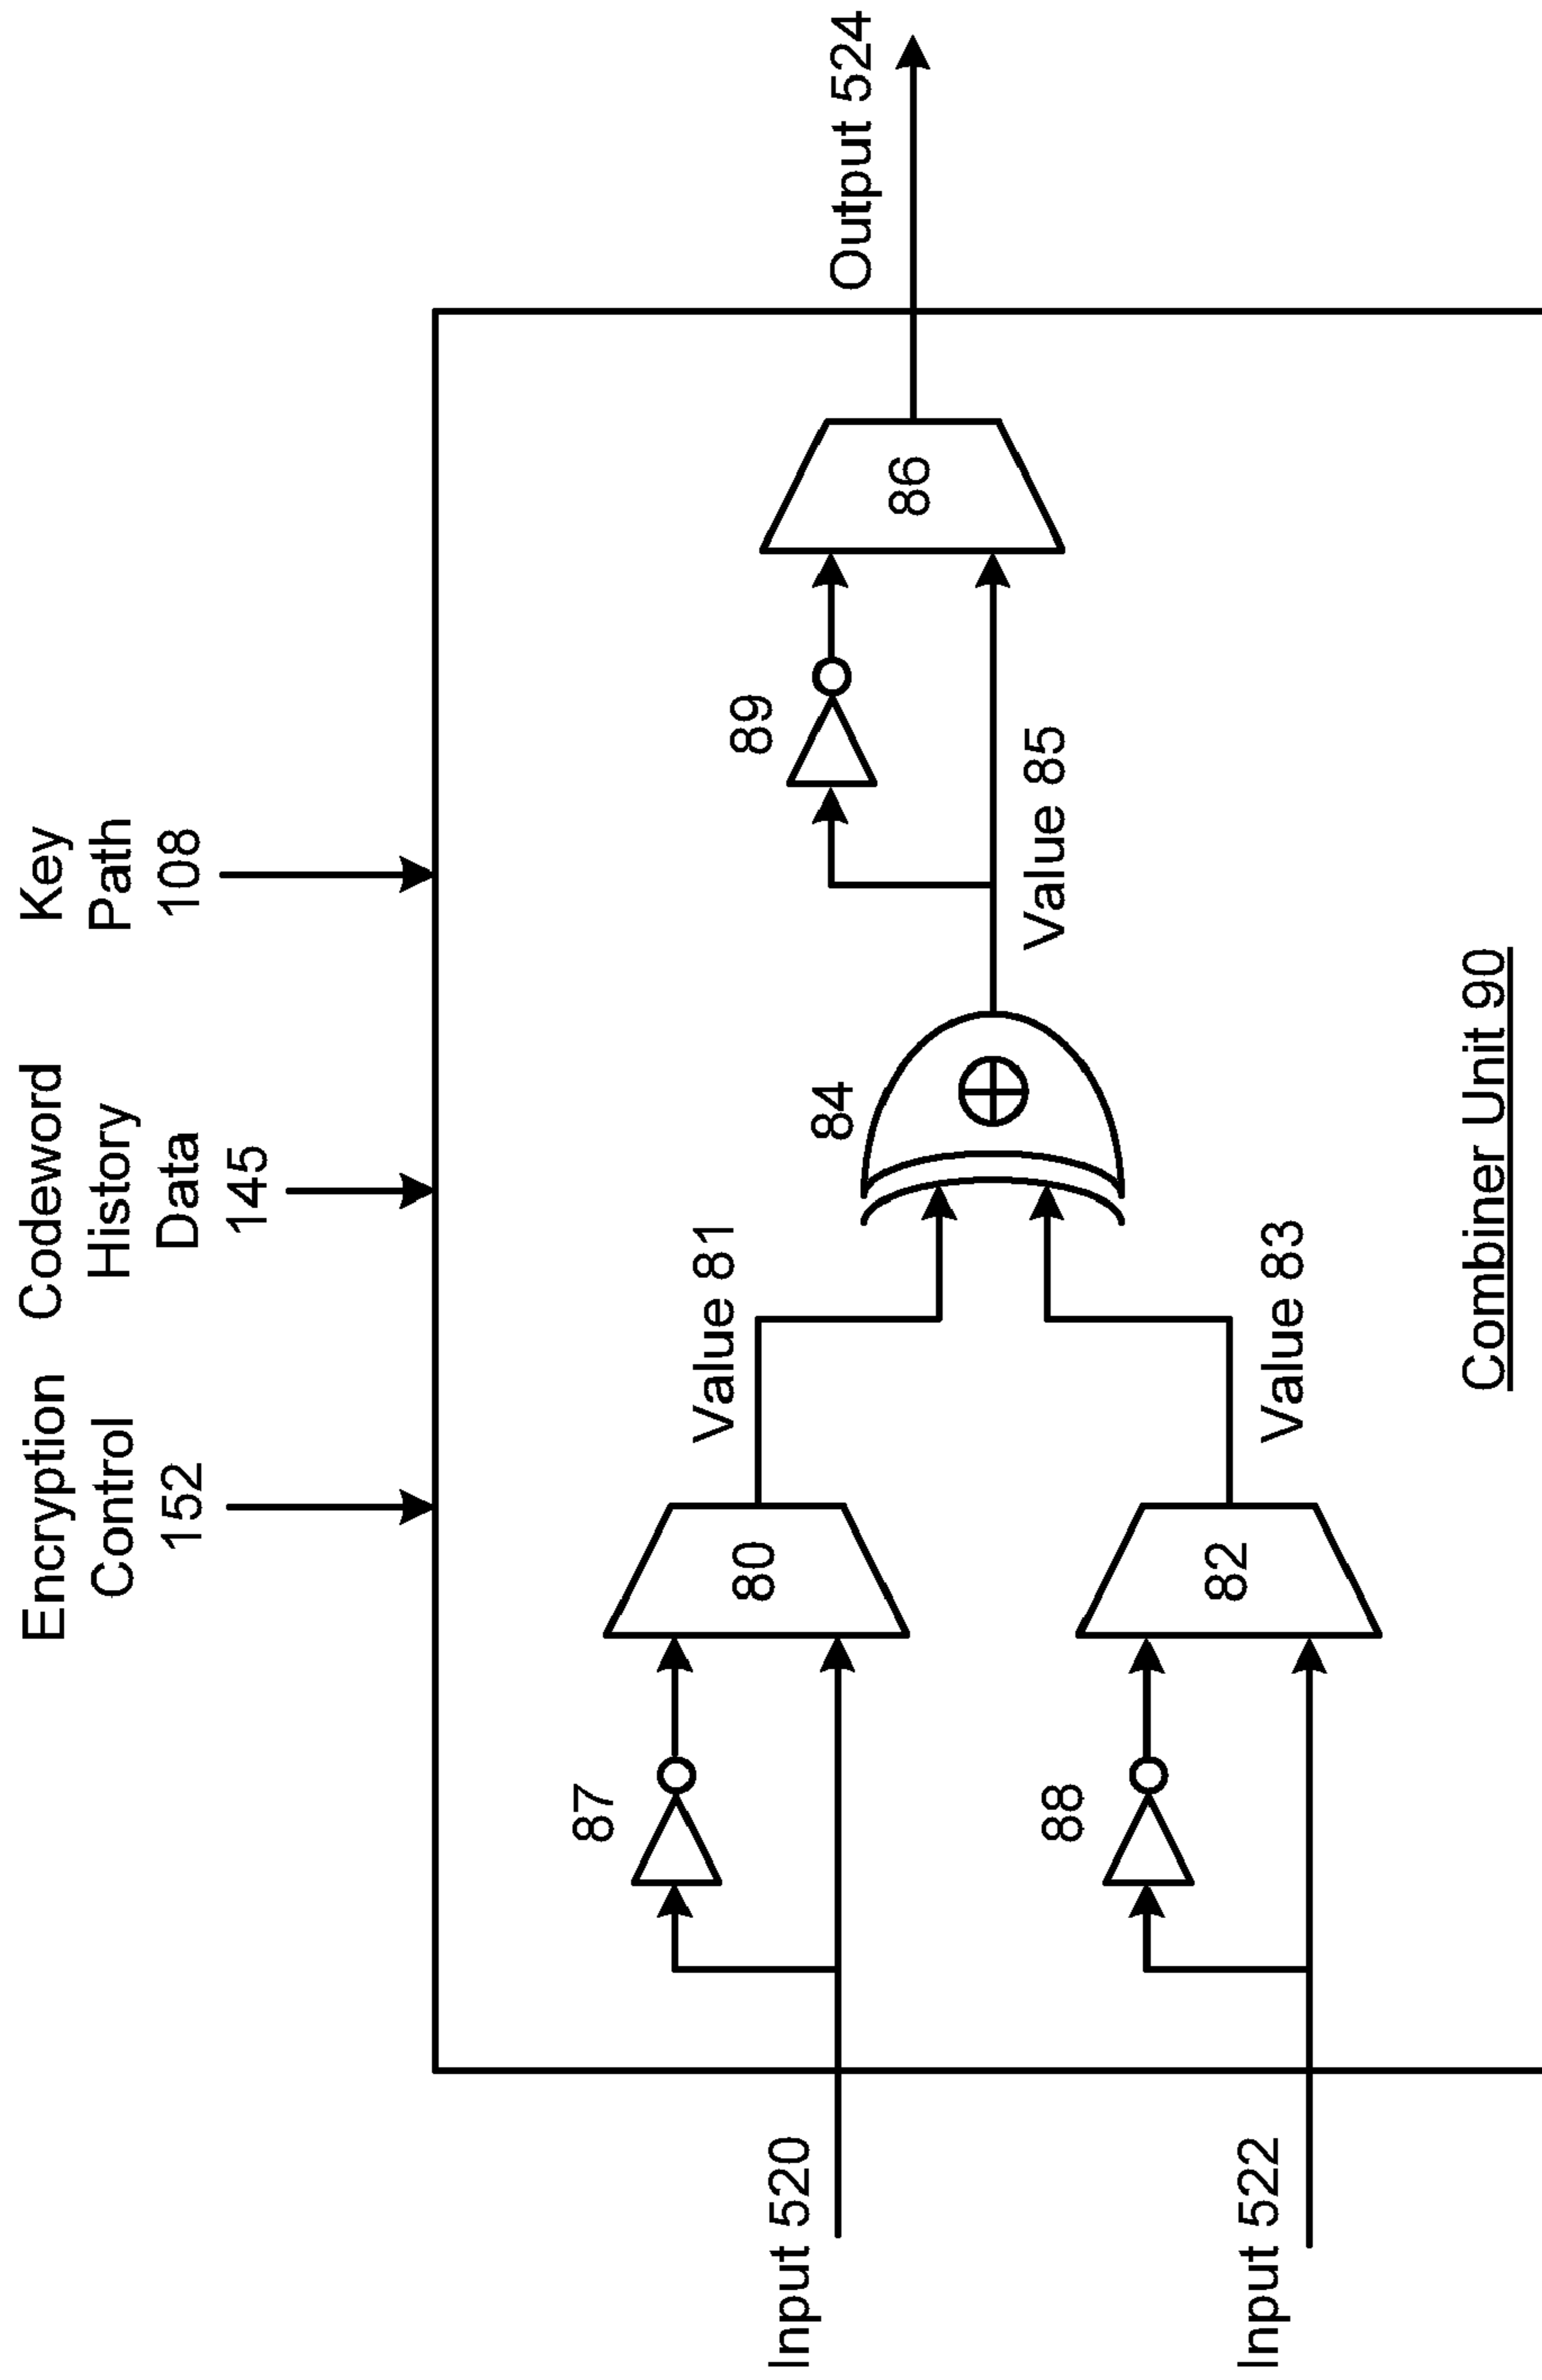 Encryption
Control
152
Codeword
History
Data
145
Key
Path
108
Input 520
87
80
Value 81
84
89
86
Output 524
Value 85
Input 522
88
82
Value 83
Combiner Unit 90